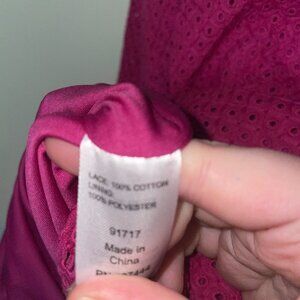 LACE: 100% COTTON
LINING:
100% POLYESTER
91717
Made in
China